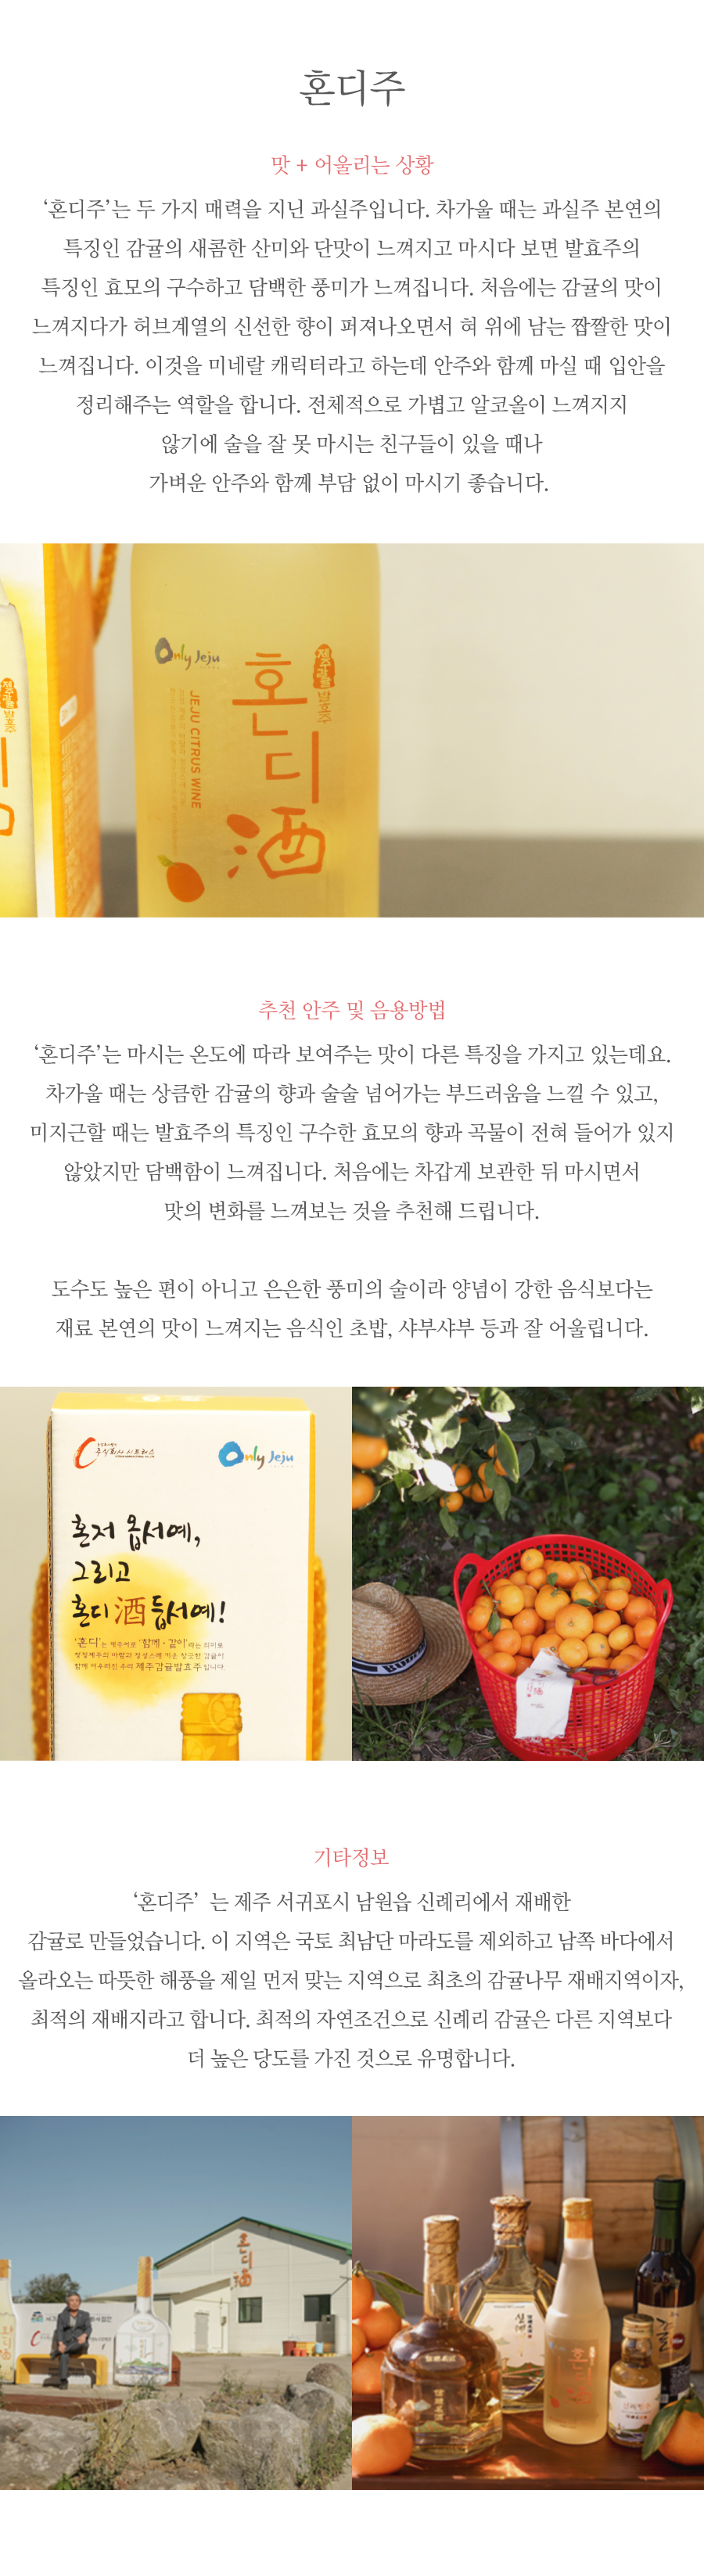 혼디주
맛 + 어울리는 상황
‘혼디주’는 두 가지 매력을 지닌 과실주입니다. 차가울 때는 과실주 본연의
특징인 감귤의 새콤한 산미와 단맛이 느껴지고 마시다 보면 발효주의
특징인 효모의 구수하고 담백한 풍미가 느껴집니다. 처음에는 감귤의 맛이
느껴지다가 허브계열의 신선한 향이 퍼져나오면서 혀 위에 남는 짭짤한 맛이
느껴집니다. 이것을 미네랄 캐릭터라고 하는데 안주와 함께 마실 때 입안을
정리해주는 역할을 합니다. 전체적으로 가볍고 알코올이 느껴지지
않기에 술을 잘 못 마시는 친구들이 있을 때나
가벼운 안주와 함께 부담 없이 마시기 좋습니다.
Only Jeju
제주감귤
발효주
혼디酒
JEJU CITRUS WINE
추천 안주 및 음용방법
‘혼디주’는 마시는 온도에 따라 보여주는 맛이 다른 특징을 가지고 있는데요.
차가울 때는 상큼한 감귤의 향과 술술 넘어가는 부드러움을 느낄 수 있고,
미지근할 때는 발효주의 특징인 구수한 효모의 향과 곡물이 전혀 들어가 있지
않았지만 담백함이 느껴집니다. 처음에는 차갑게 보관한 뒤 마시면서
맛의 변화를 느껴보는 것을 추천해 드립니다.
도수도 높은 편이 아니고 은은한 풍미의 술이라 양념이 강한 음식보다는
재료 본연의 맛이 느껴지는 음식인 초밥, 샤부샤부 등과 잘 어울립니다.
주식회사 시트러스
Only Jeju
혼저 옵서예,
그리고
혼디 酒 듭서예!
‘혼디’는 제주어로 ‘함께·같이’라는 의미로
청정제주의 바람과 정성스레 키운 향긋한 감귤이
함께 어우러진 우리 제주감귤발효주입니다.
기타정보
‘혼디주’ 는 제주 서귀포시 남원읍 신례리에서 재배한
감귤로 만들었습니다. 이 지역은 국토 최남단 마라도를 제외하고 남쪽 바다에서
올라오는 따뜻한 해풍을 제일 먼저 맞는 지역으로 최초의 감귤나무 재배지역이자,
최적의 재배지라고 합니다. 최적의 자연조건으로 신례리 감귤은 다른 지역보다
더 높은 당도를 가진 것으로 유명합니다.
혼디酒
혼디酒